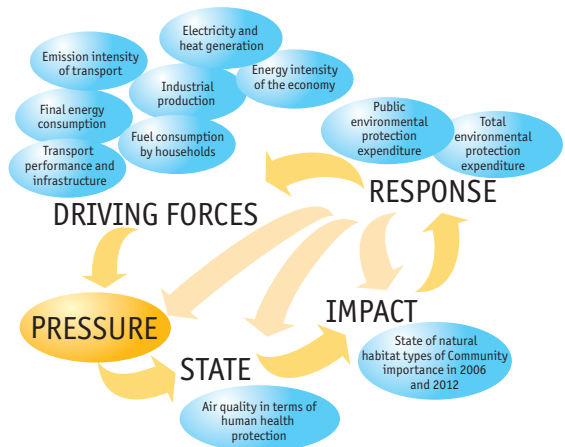 Electricity and
heat generation
Emission intensity
of transport
Energy intensity
of the economy
Industrial
production
Final energy
consumption
Public
environmental
protection
expenditure
Total
environmental
protection
expenditure
Fuel consumption
by households
Transport
performance and
infrastructure
RESPONSE
DRIVING FORCES
IMPACT
PRESSURE
State of natural
habitat types of Community
importance in 2006
and 2012
STATE
Air quality in terms of
human health
protection